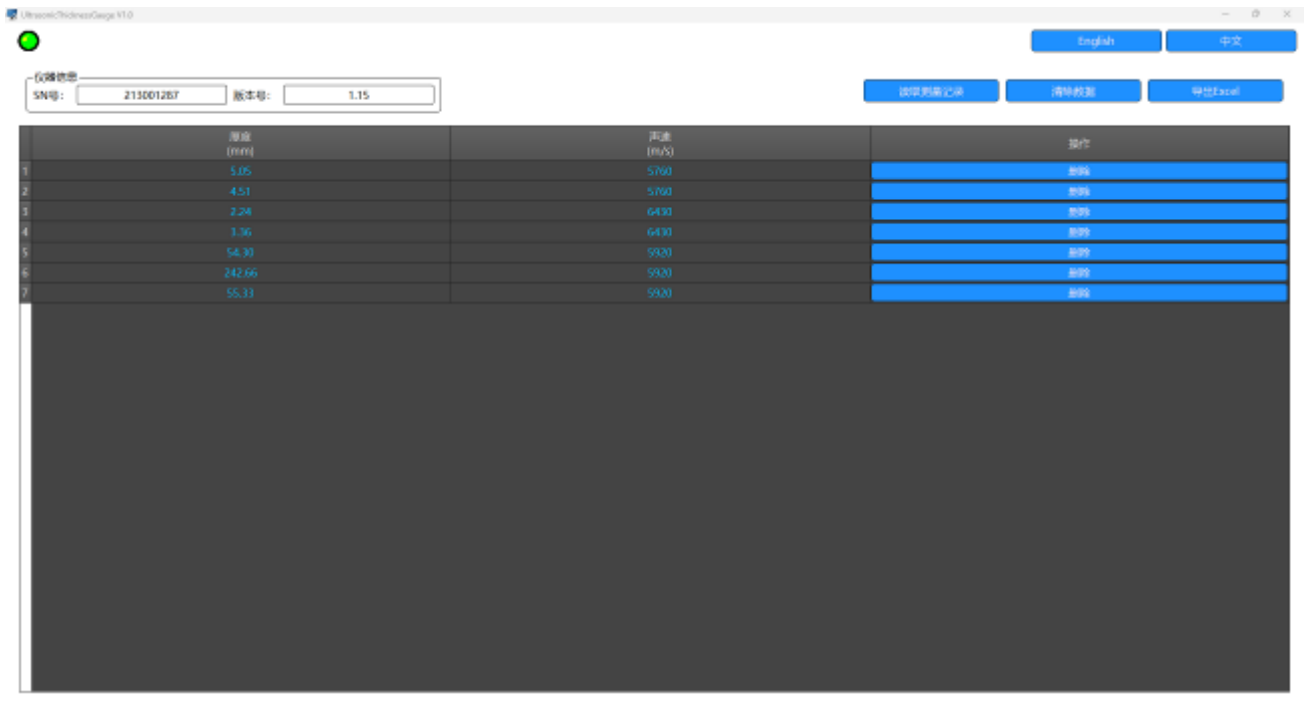 UltrasonicThicknessGauge V1.0
English 中文
仪器信息
SN号: 213001287 版本号: 1.15
读取测量记录 清除数据 导出Excel
厚度 声速 操作
(mm) (m/S)
1 5.05 5760 删除
2 4.51 5760 删除
3 2.24 6430 删除
4 3.36 6430 删除
5 54.30 5920 删除
6 242.66 5920 删除
7 55.33 5920 删除